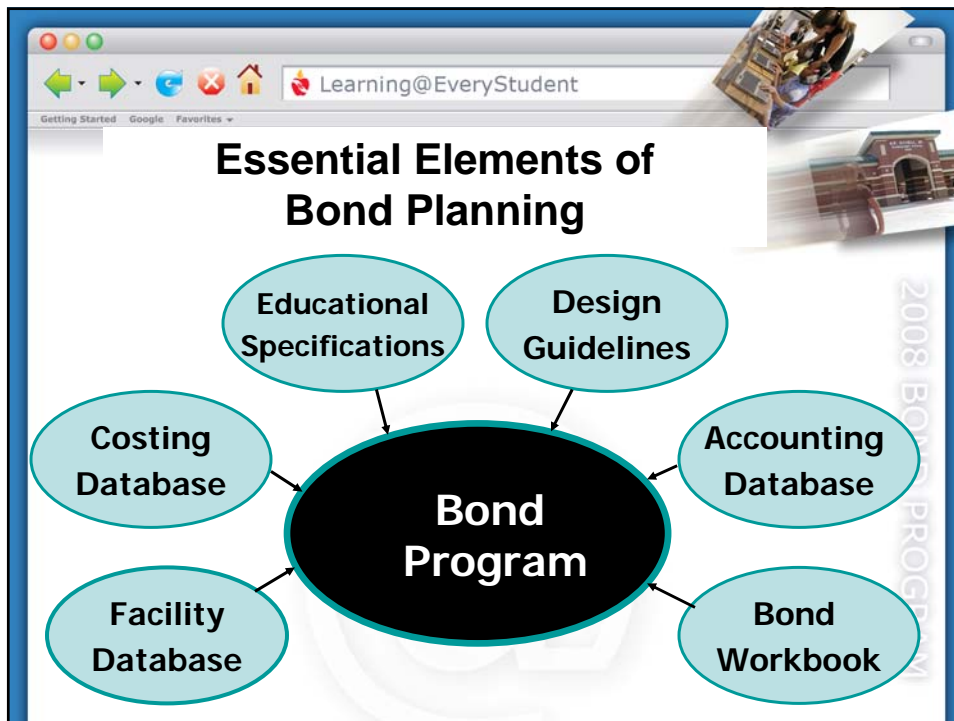 Learning@EveryStudent
Getting Started Google Favorites
Essential Elements of
Bond Planning
Educational
Specifications
Design
Guidelines
Costing
Database
Accounting
Database
Bond
Program
Facility
Database
Bond
Workbook
2008 BOND PROGRAM